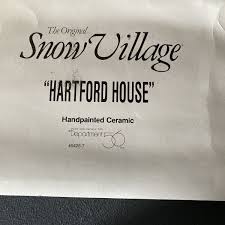 The Original
Snow Village
"HARTFORD HOUSE"
Handpainted Ceramic
Department 56